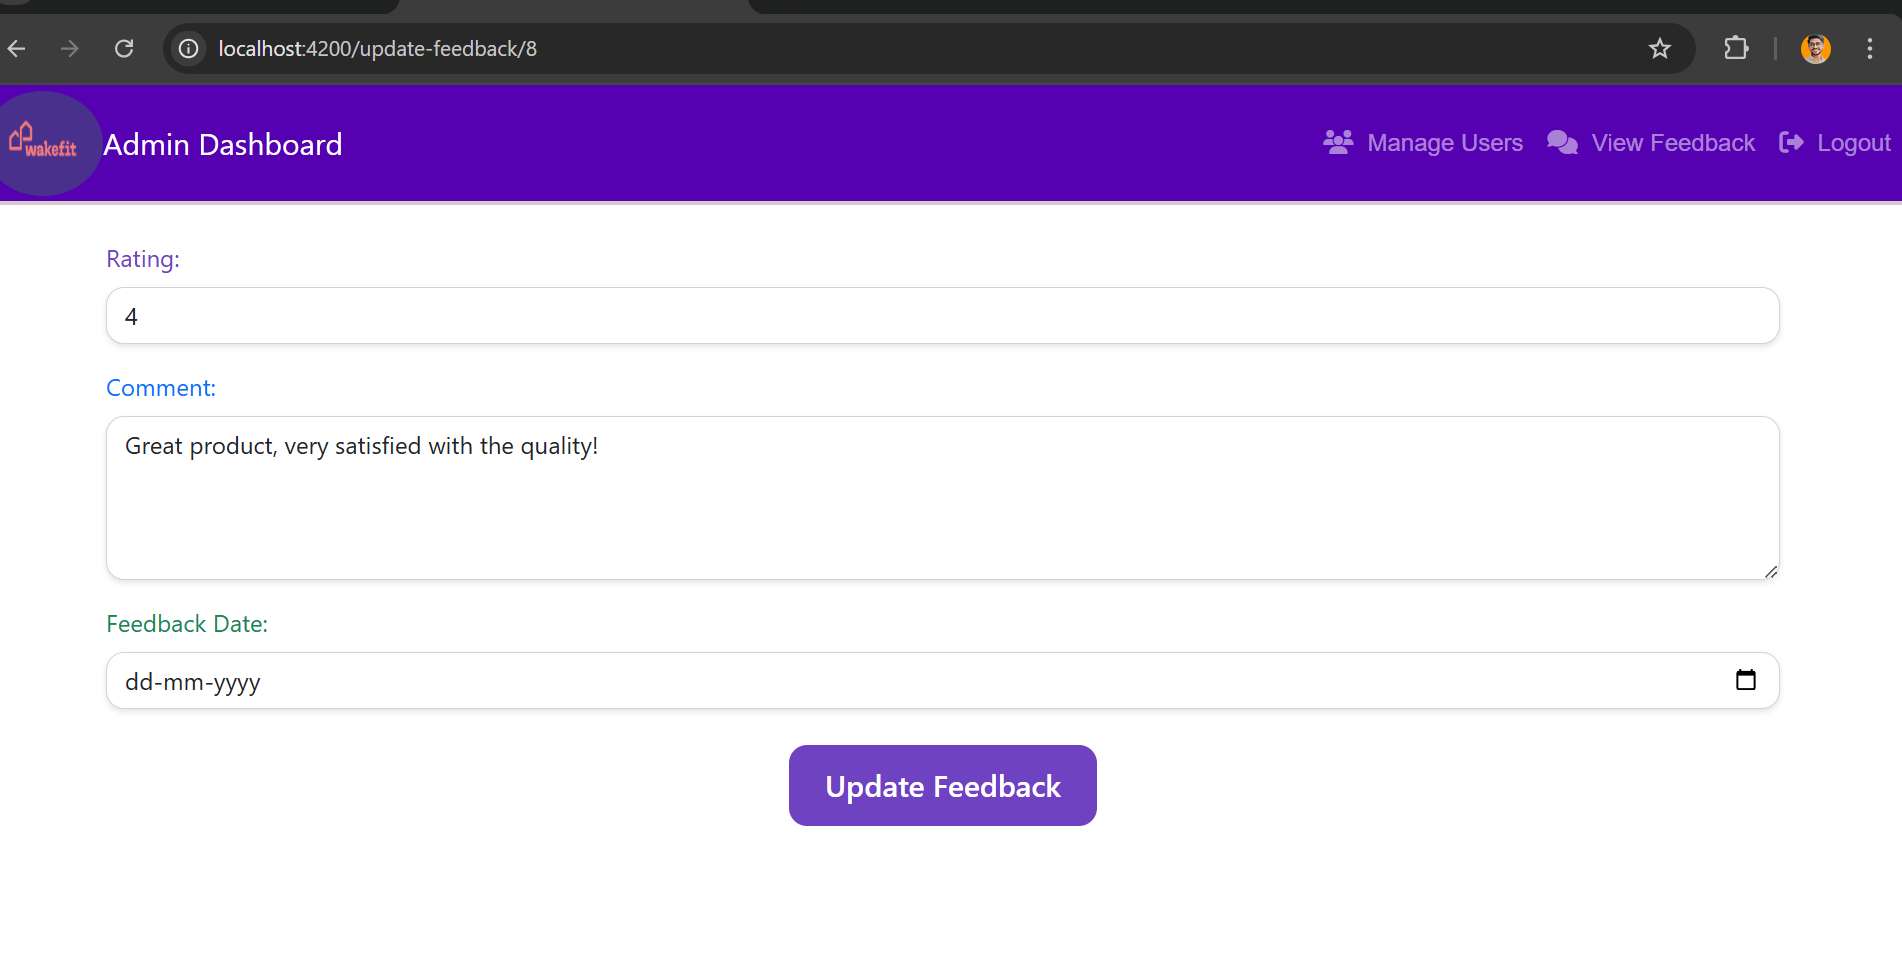 localhost:4200/update-feedback/8
wakefit
Admin Dashboard
Manage Users
View Feedback
Logout
Rating:
4
Comment:
Great product, very satisfied with the quality!
Feedback Date:
dd-mm-yyyy
Update Feedback